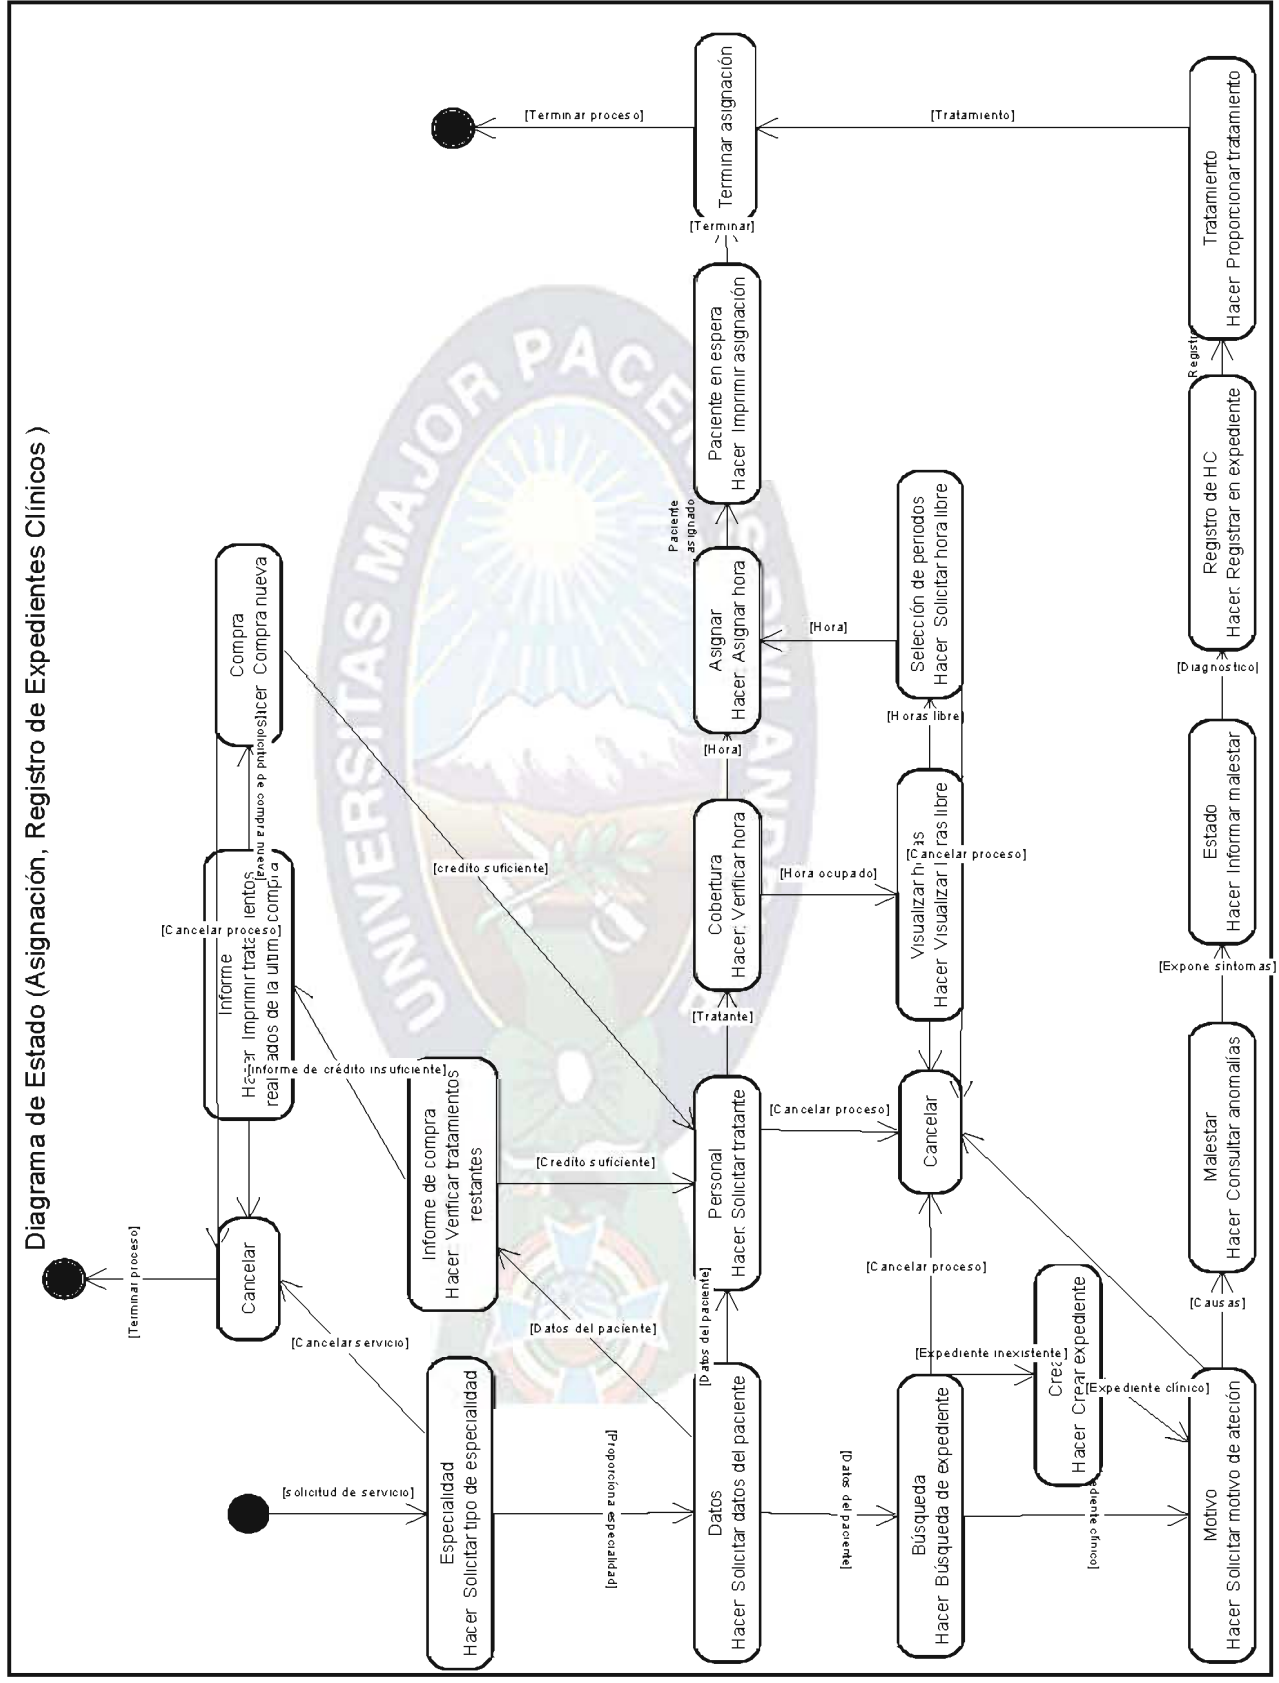 Diagrama de Estado (Asignación, Registro de Expedientes Clínicos )
[Terminar proceso]
Cancelar
[Cancelar servicio]
[solicitud de servicio]
Especialidad
Hacer Solicitar tipo de especialidad
[Proporciona especialidad]
Informe
Hacer Imprimir
[Cancelar proceso]
de la ultim
Compra
Compra nueva
solicitud de compra nueva]
[Informe de crédito insuficiente]
Informe de compra
Hacer Verificar tratamientos
restantes
[credito suficiente]
[Credito suficiente]
[Datos del paciente]
Datos
Hacer Solicitar datos del paciente
[Datos del paciente]
Personal
Hacer: Solicitar tratante
[Tratante]
Cobertura
Hacer: Verificar hora
[Hora]
Asignar
Hacer: Asignar hora
Paciente
asignado
Paciente en espera
Hacer Imprimir asignación
[Terminar]
Terminar asignación
[Terminar proceso]
[Tratamiento]
[Datos del paciente]
Búsqueda
Hacer Búsqueda de expediente
[Cancelar proceso]
Cancelar
[Cancelar proceso]
[Hora ocupado]
Visualizar
Hacer Visualizar libre
[Cancelar proceso]
[Horas libre]
Selección de periodos
Hacer Solicitar hora libre
[Hora]
[Expediente inexistente]
Hacer Crear expediente
[Expediente clínico]
clínico]
Motivo
Hacer Solicitar motivo de ateción
[Causas]
Malestar
Hacer Consultar anomalías
[Expone sintomas]
Estado
Hacer Informar malestar
[Diagnostico]
Registro de HC
Hacer: Registrar en expediente
Tratamiento
Hacer Proporcionar tratamiento
UNIVERSITAS MAJOR